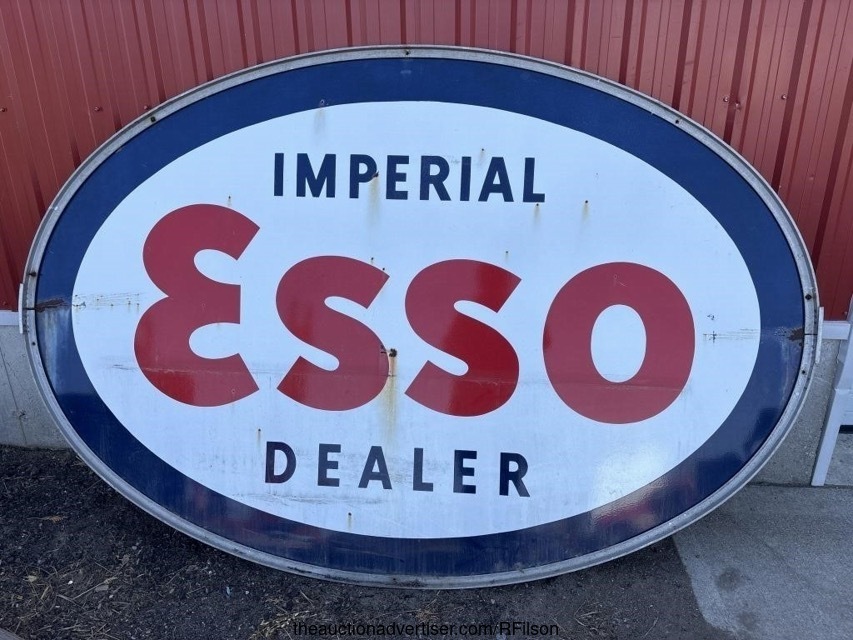 IMPERIAL
Esso
DEALER
theauctionadvertiser.com/RFilson